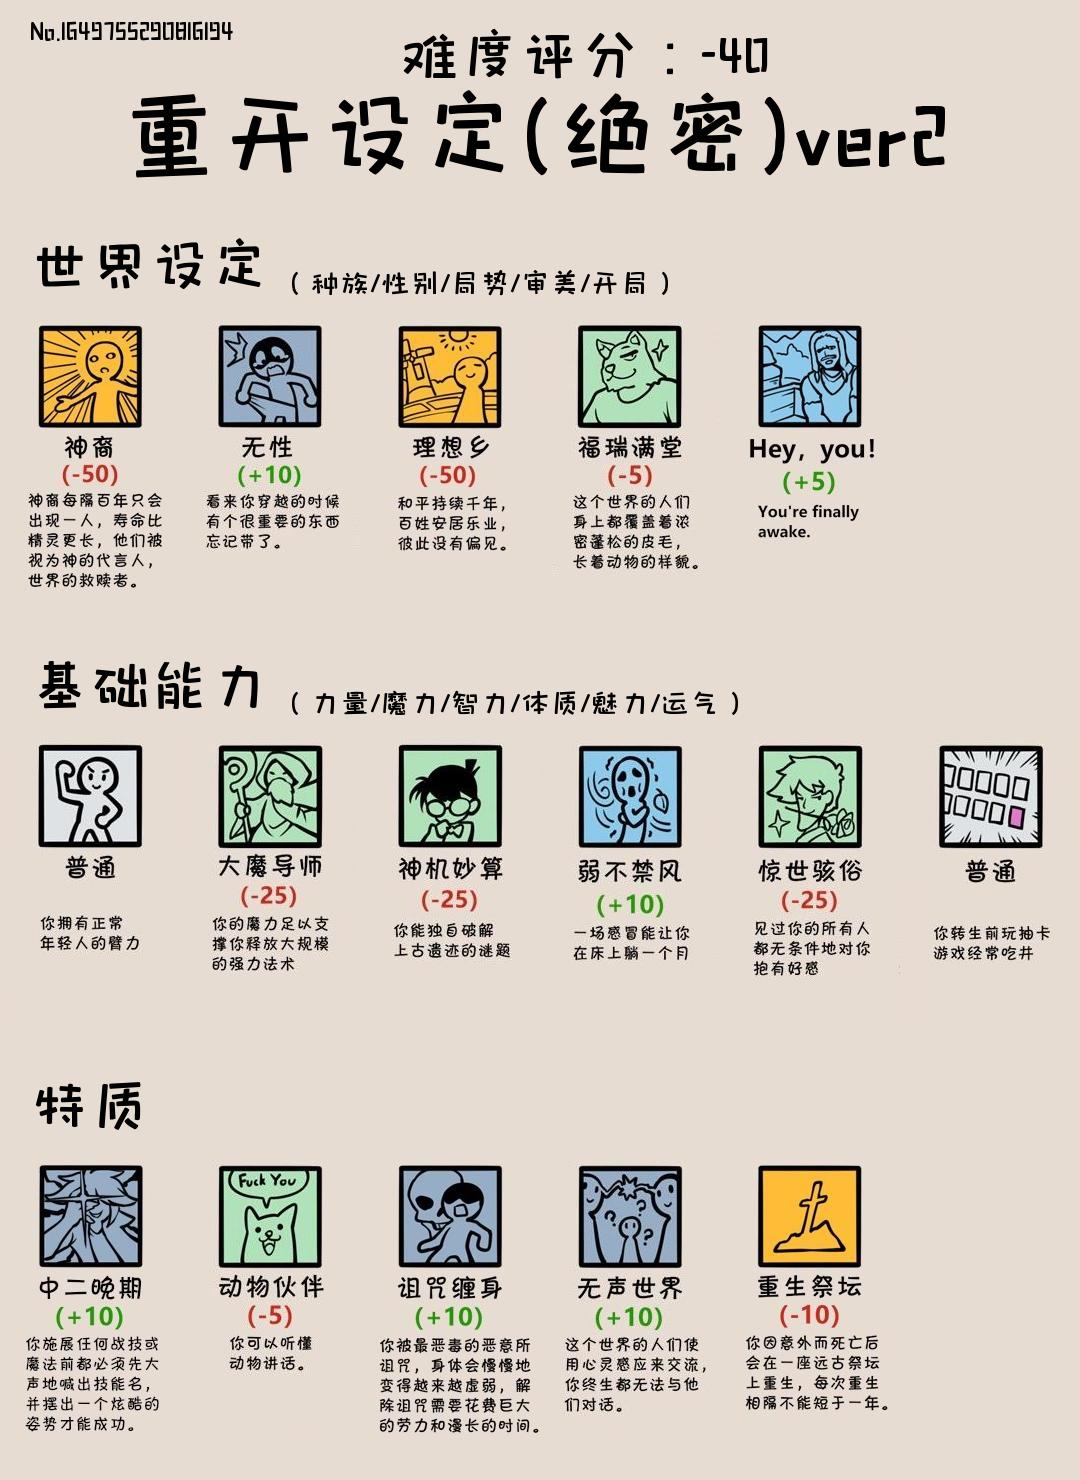 No.1649755290816194
难度评分：-40
重开设定(绝密)ver2
世界设定（种族/性别/局势/审美/开局）
神裔
(-50)
神裔每隔百年只会
出现一人，寿命比
精灵更长，他们被
视为神的代言人，
世界的救赎者。
无性
(+10)
看来你穿越的时候
有个很重要的东西
忘记带了。
理想乡
(-50)
和平持续千年，
百姓安居乐业，
彼此没有偏见。
福瑞满堂
(-5)
这个世界的人们
身上都覆盖着浓
密蓬松的皮毛，
长着动物的样貌。
Hey, you!
(+5)
You're finally
awake.
基础能力（力量/魔力/智力/体质/魅力/运气）
普通
你拥有正常
年轻人的臂力
大魔导师
(-25)
你的魔力足以支
撑你释放大规模
的强力法术
神机妙算
(-25)
你能独自破解
上古遗迹的谜题
弱不禁风
(+10)
一场感冒能让你
在床上躺一个月
惊世骇俗
(-25)
见过你的所有人
都无条件地对你
抱有好感
普通
你转生前玩抽卡
游戏经常吃井
特质
中二晚期
(+10)
你施展任何战技或
魔法前都必须先大
声地喊出技能名，
并摆出一个炫酷的
姿势才能成功。
Fuck You
动物伙伴
(-5)
你可以听懂
动物讲话。
诅咒缠身
(+10)
你被最恶毒的恶意所
诅咒，身体会慢慢地
变得越来越虚弱，解
除诅咒需要花费巨大
的劳力和漫长的时间。
无声世界
(+10)
这个世界的人们使
用心灵感应来交流，
你终生都无法与他
们对话。
重生祭坛
(-10)
你因意外而死亡后
会在一座远古祭坛
上重生，每次重生
相隔不能短于一年。